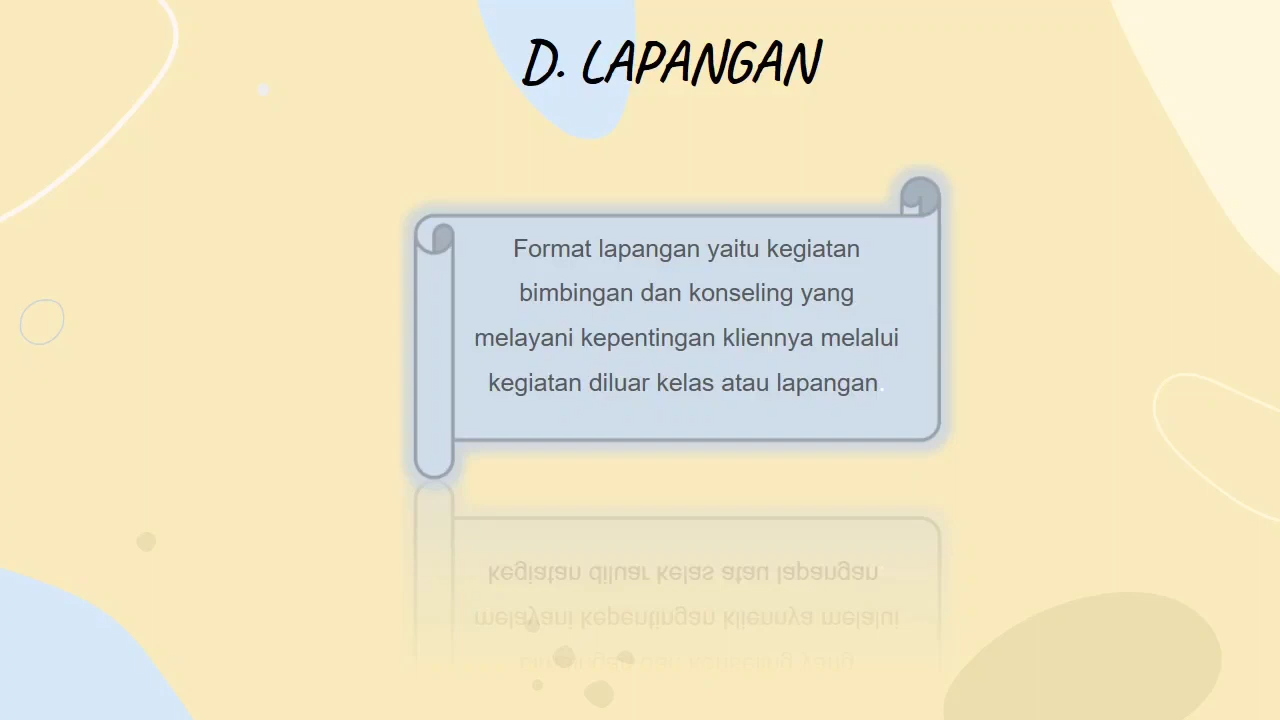 D. LAPANGAN
Format lapangan yaitu kegiatan
bimbingan dan konseling yang
melayani kepentingan kliennya melalui
kegiatan diluar kelas atau lapangan.